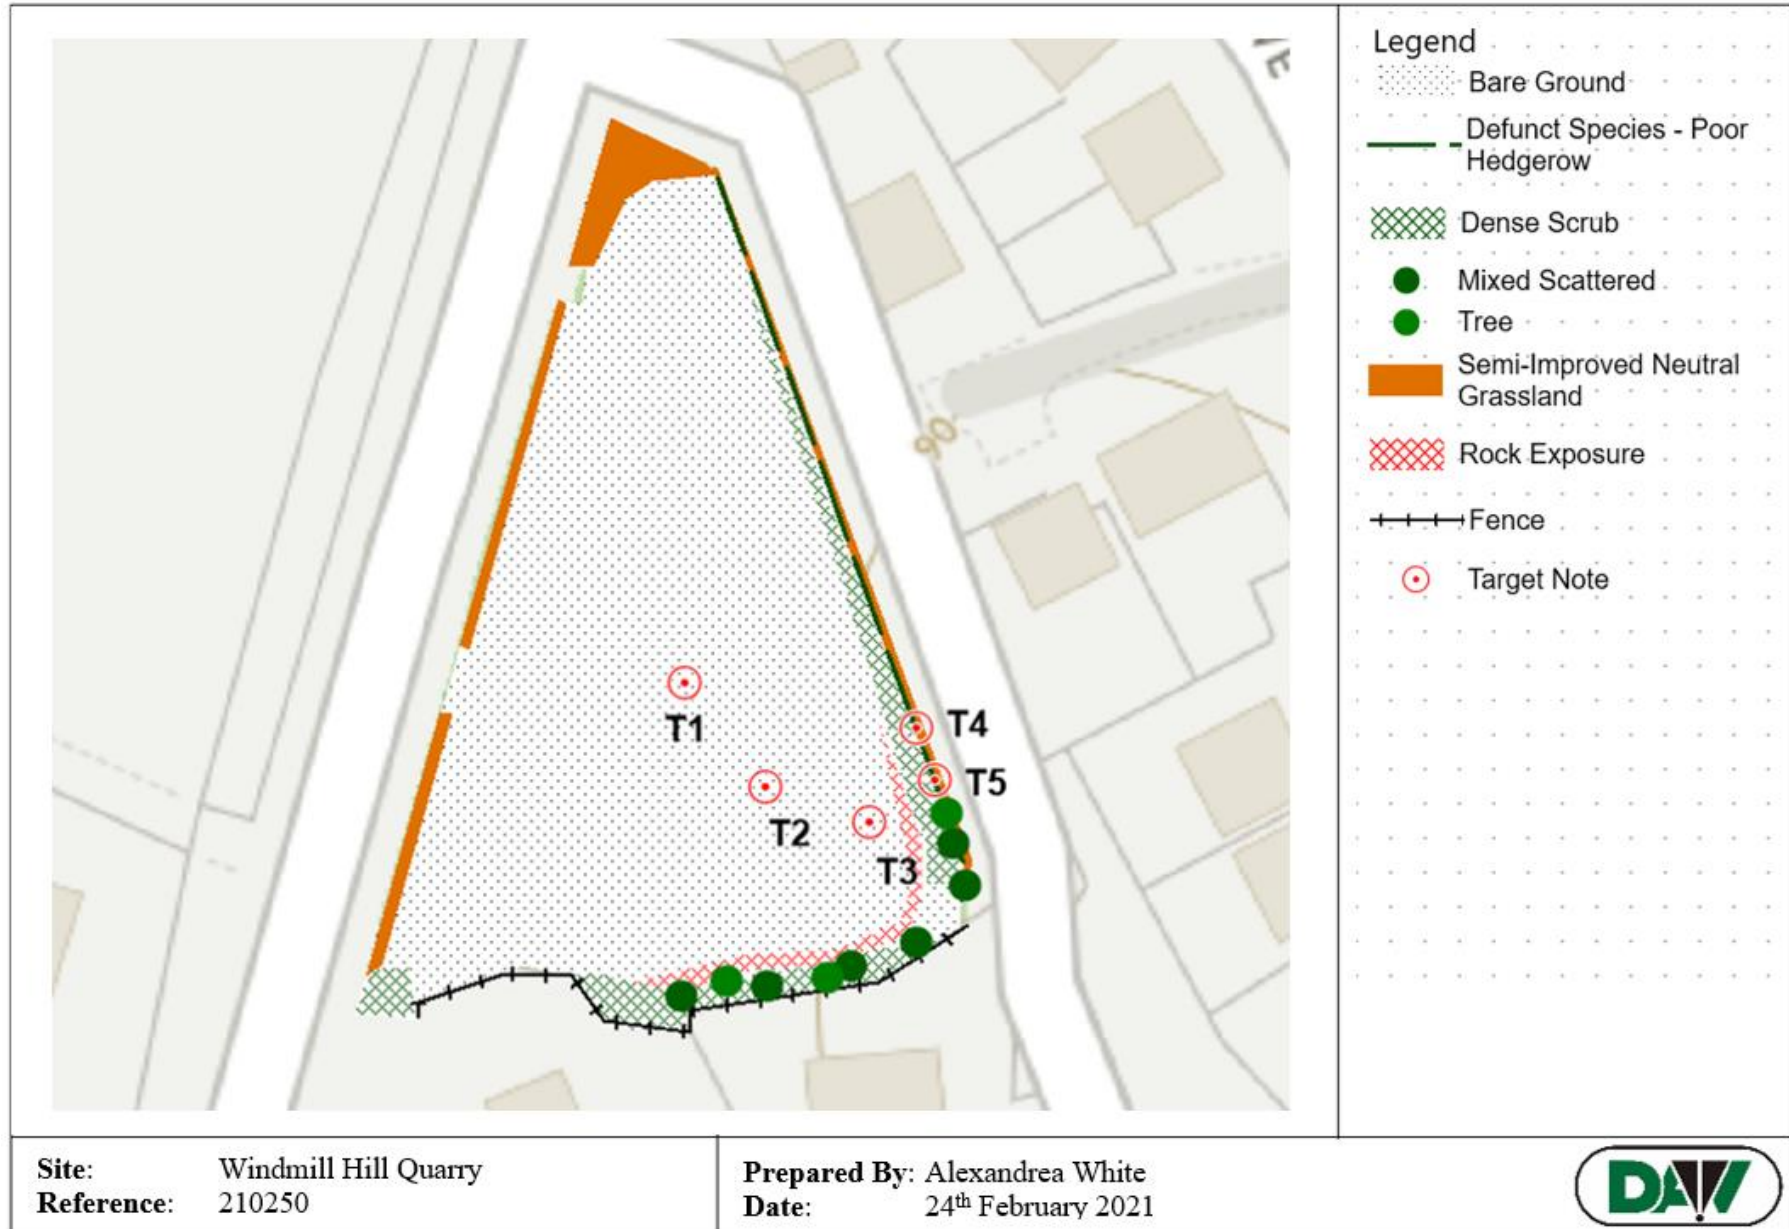 VE
90
T1
T2
T3
T4
T5
Legend
Bare Ground
Defunct Species - Poor
Hedgerow
Dense Scrub
Mixed Scattered
Tree
Semi-Improved Neutral
Grassland
Rock Exposure
Fence
Target Note
Site: Windmill Hill Quarry
Reference: 210250
Prepared By: Alexandrea White
Date: 24th February 2021
DAW